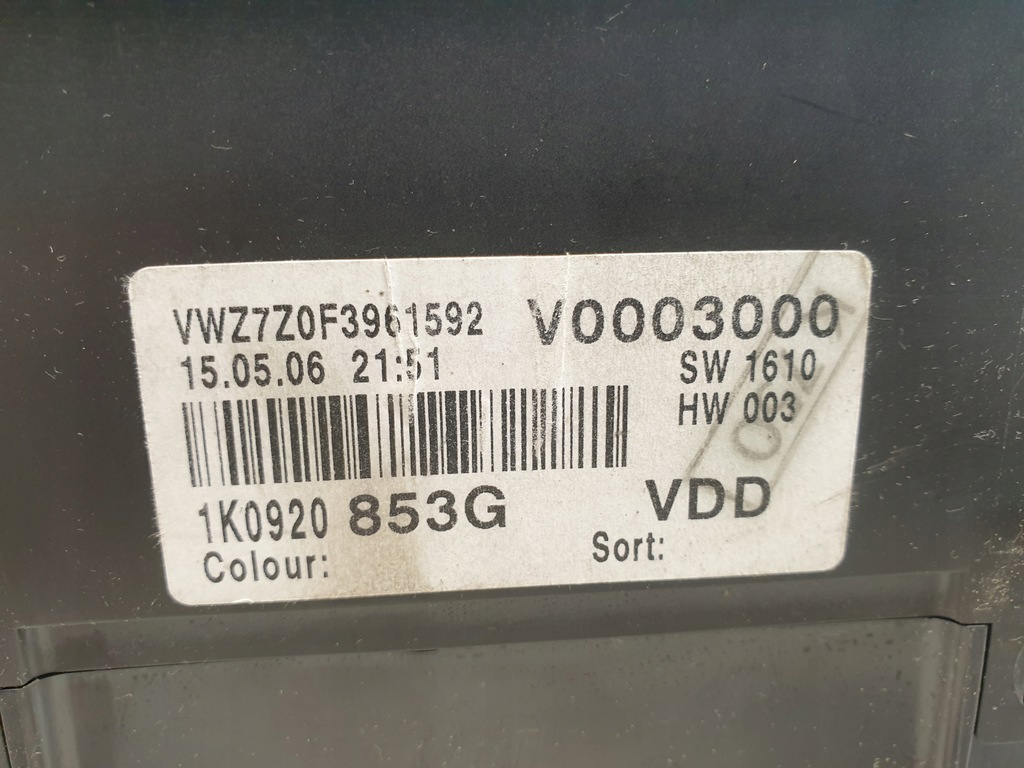 VWZ7Z0F3961592
V0003000
15.05.06 21:51
SW 1610
HW 003
1K0920 853G
VDD
Colour:
Sort: